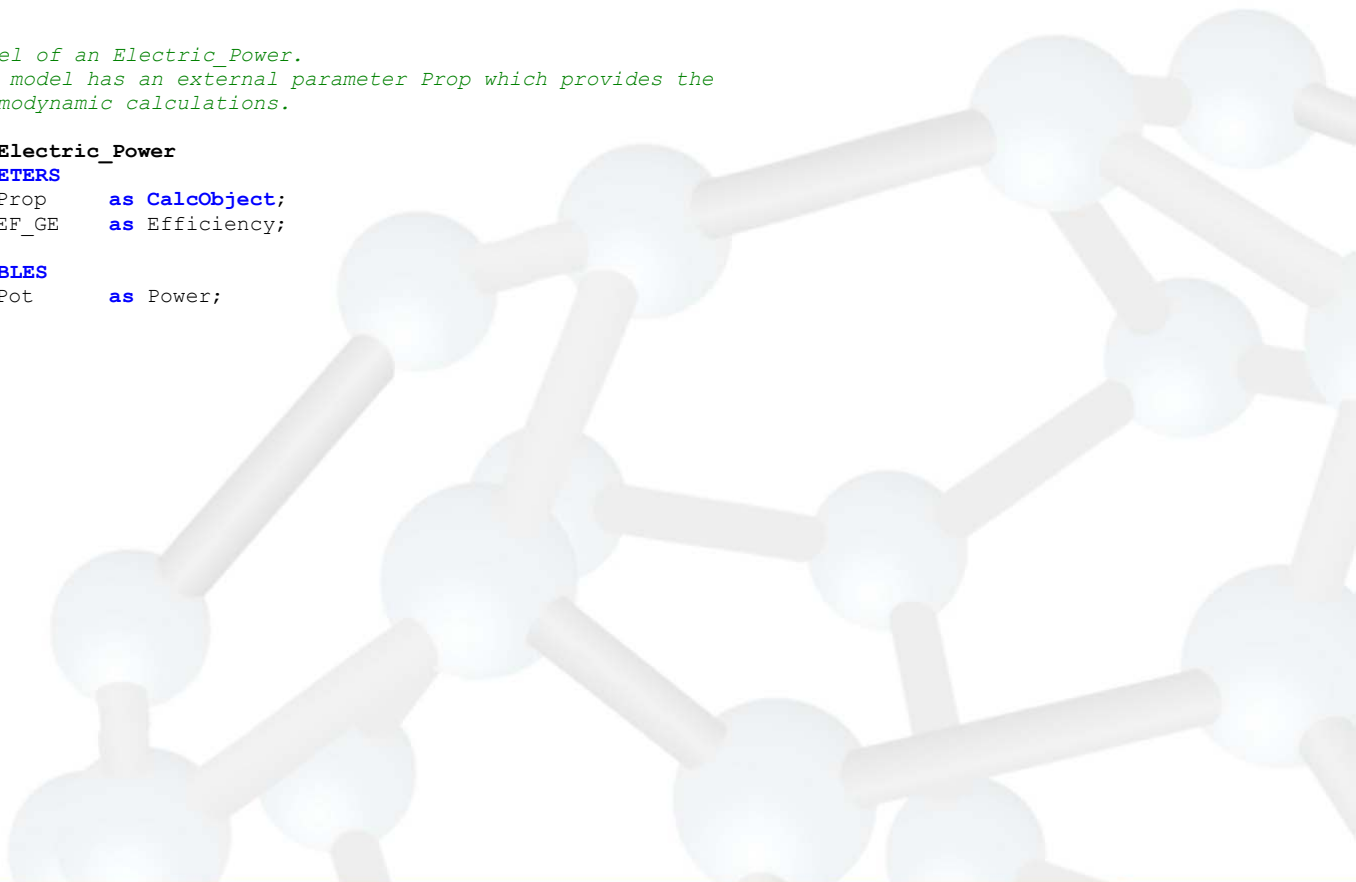 el of an Electric_Power.
model has an external parameter Prop which provides the
modynamic calculations.
Electric_Power
ETERS
Prop as CalcObject;
EF_GE as Efficiency;
BLES
Pot as Power;